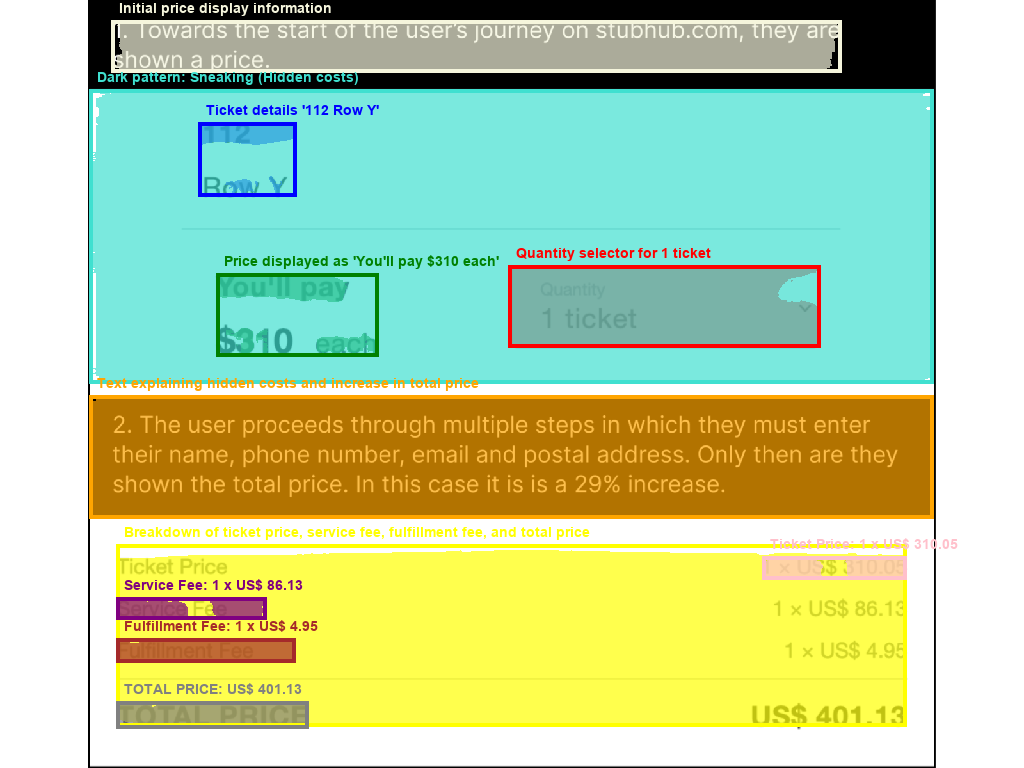 Initial price display information
1. Towards the start of the user's journey on stubhub.com, they are
shown a price.
Dark pattern: Sneaking (Hidden costs)
Ticket details '112 Row Y'
112
Row Y
Price displayed as 'You'll pay $310 each'
Quantity selector for 1 ticket
You'll pay
Quantity
$310 each
1 ticket
Text explaining hidden costs and increase in total price
2. The user proceeds through multiple steps in which they must enter
their name, phone number, email and postal address. Only then are they
shown the total price. In this case it is is a 29% increase.
Breakdown of ticket price, service fee, fulfillment fee, and total price
Ticket Price: 1 x US$ 310.05
Ticket Price 1 × US$ 310.05
Service Fee: 1 x US$ 86.13
Service Fee 1 × US$ 86.13
Fulfillment Fee: 1 x US$ 4.95
Fulfillment Fee 1 × US$ 4.95
TOTAL PRICE: US$ 401.13
TOTAL PRICE US$ 401.13